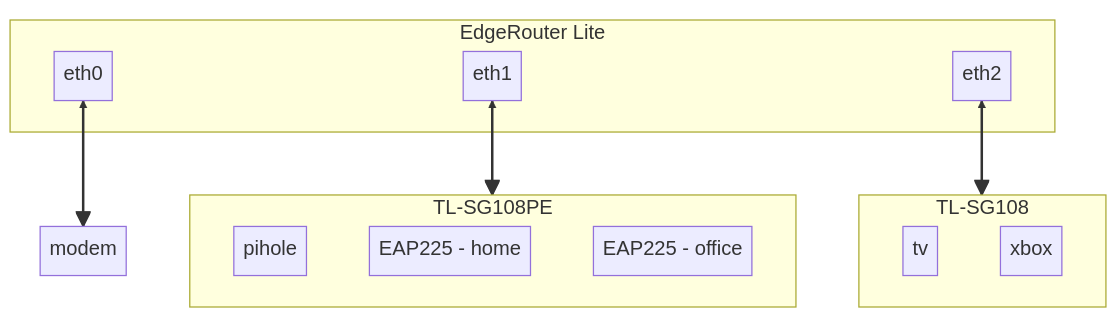 EdgeRouter Lite
eth0
eth1
eth2
TL-SG108PE
TL-SG108
modem
pihole
EAP225 - home
EAP225 - office
tv
xbox